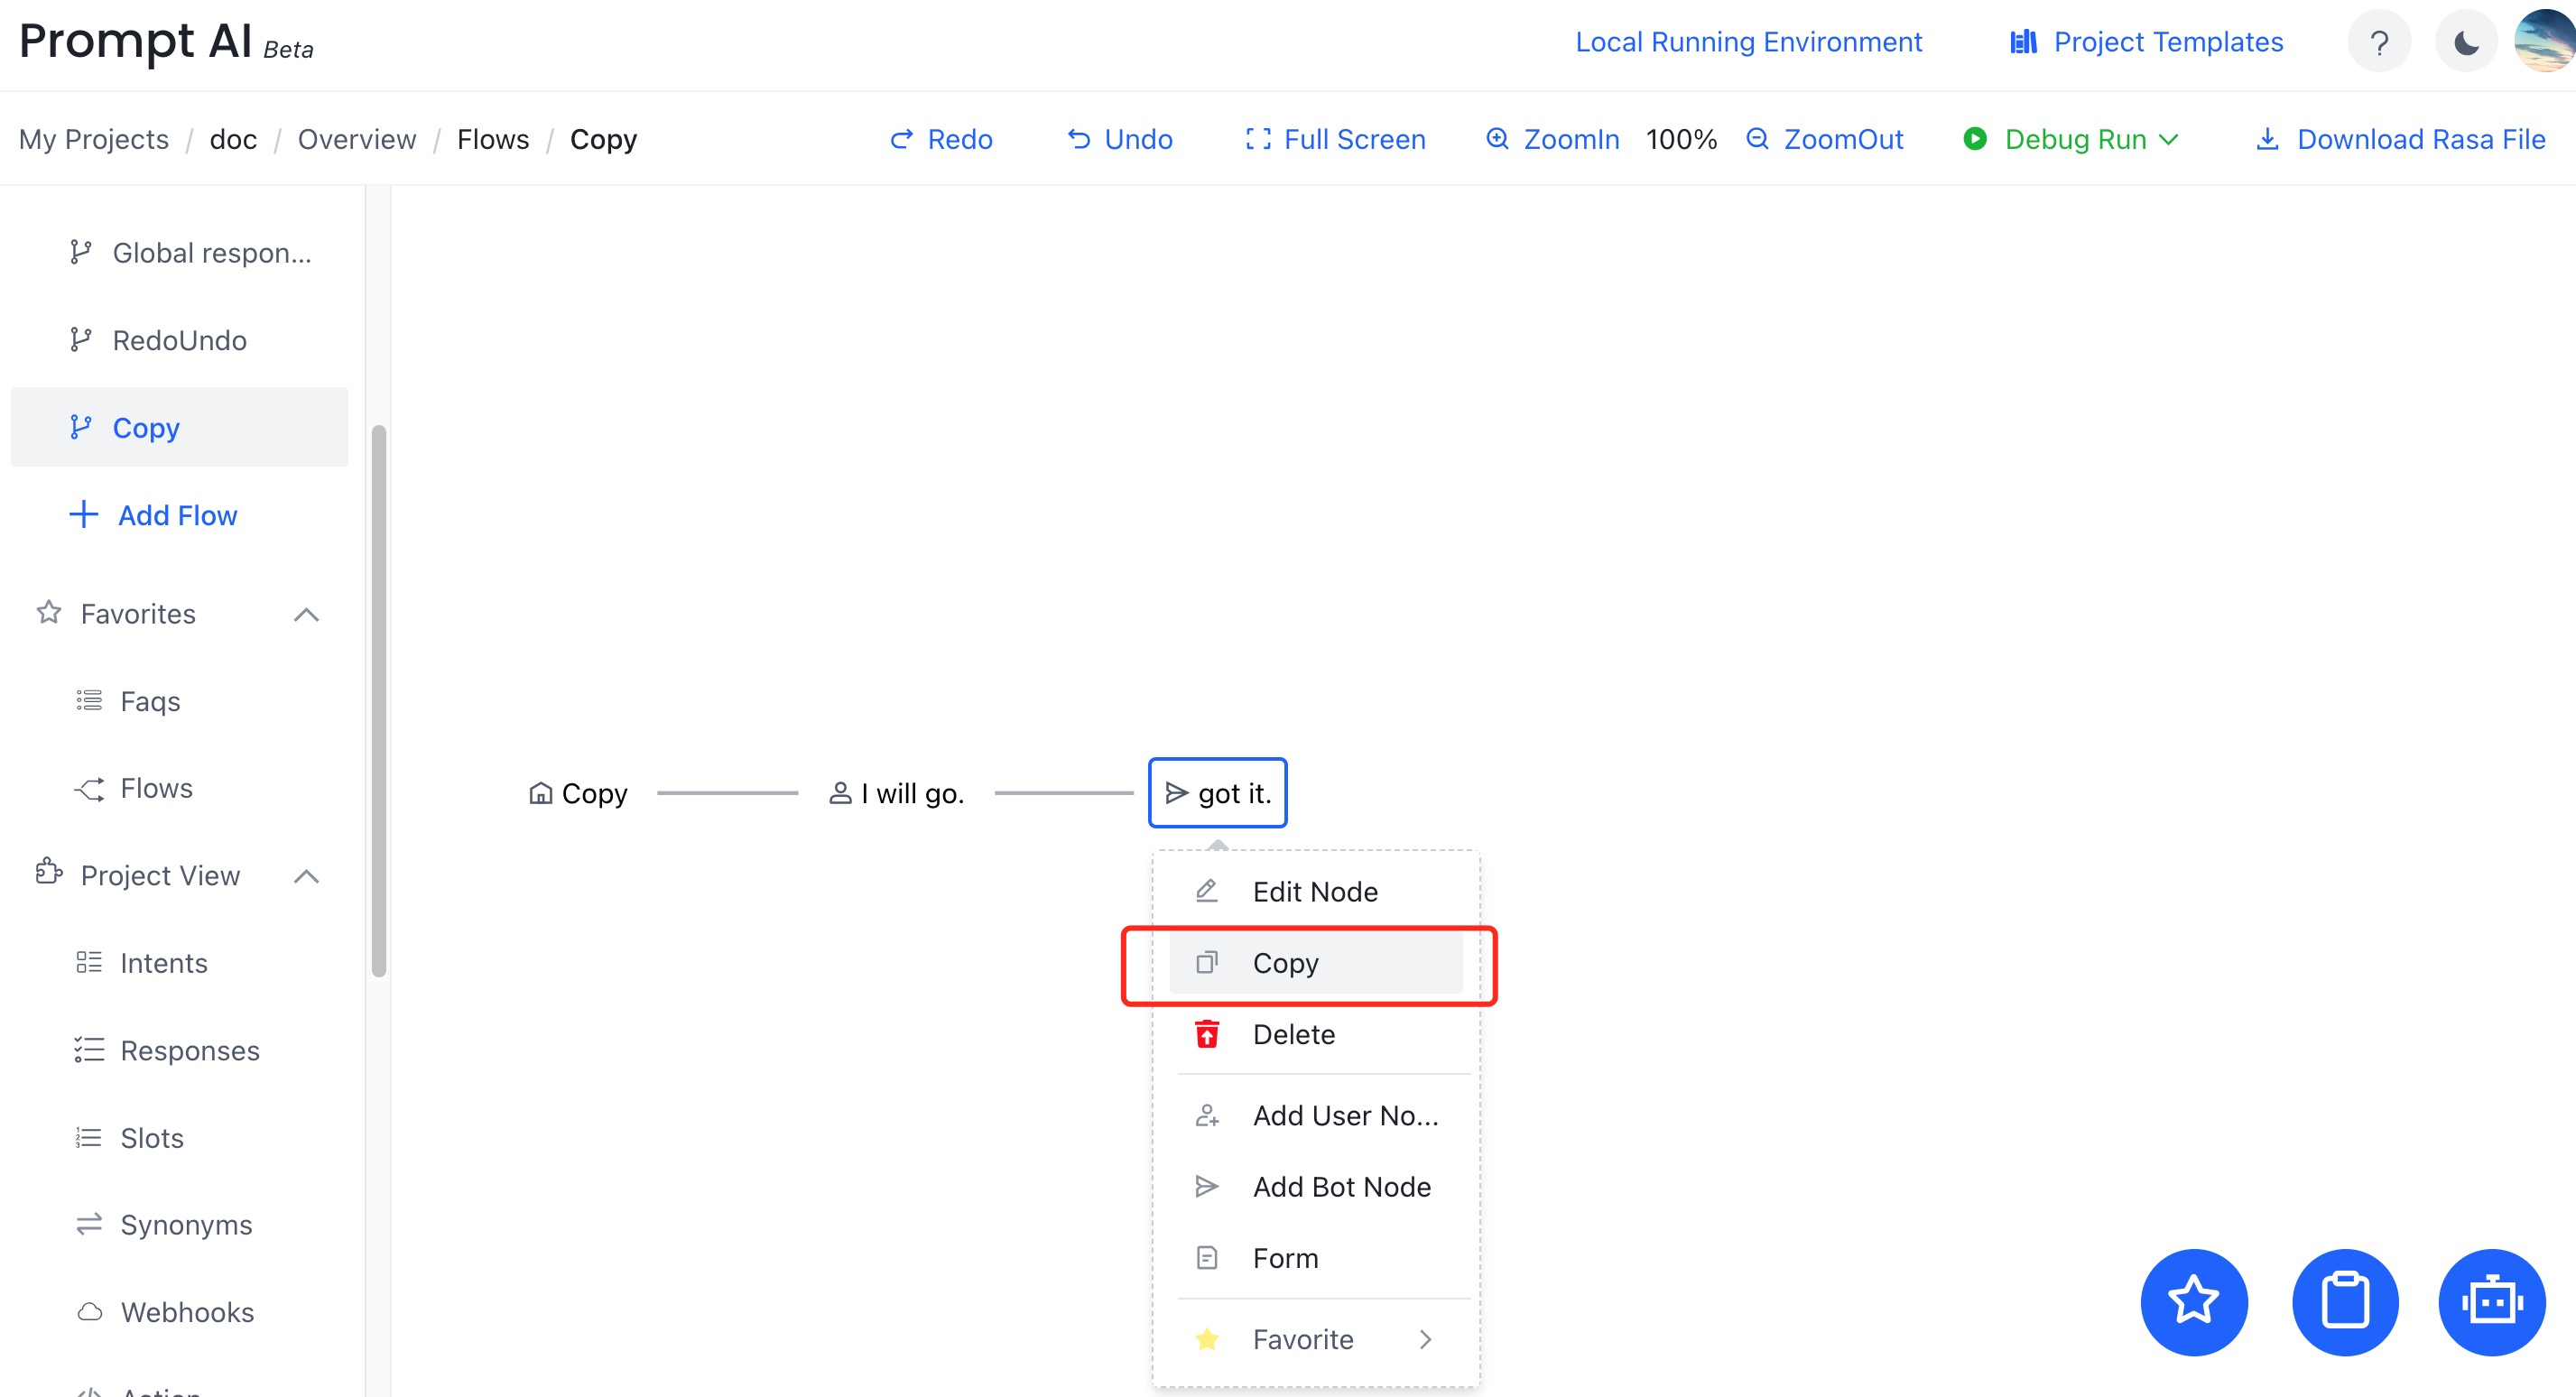 Prompt AI Beta
Local Running Environment
Project Templates
?
My Projects / doc / Overview / Flows / Copy
Redo
Undo
Full Screen
ZoomIn
100%
ZoomOut
Debug Run
Download Rasa File
Global respon...
RedoUndo
Copy
Add Flow
Favorites
Faqs
Flows
Project View
Intents
Responses
Slots
Synonyms
Webhooks
Action
Copy
I will go.
got it.
Edit Node
Copy
Delete
Add User No...
Add Bot Node
Form
Favorite